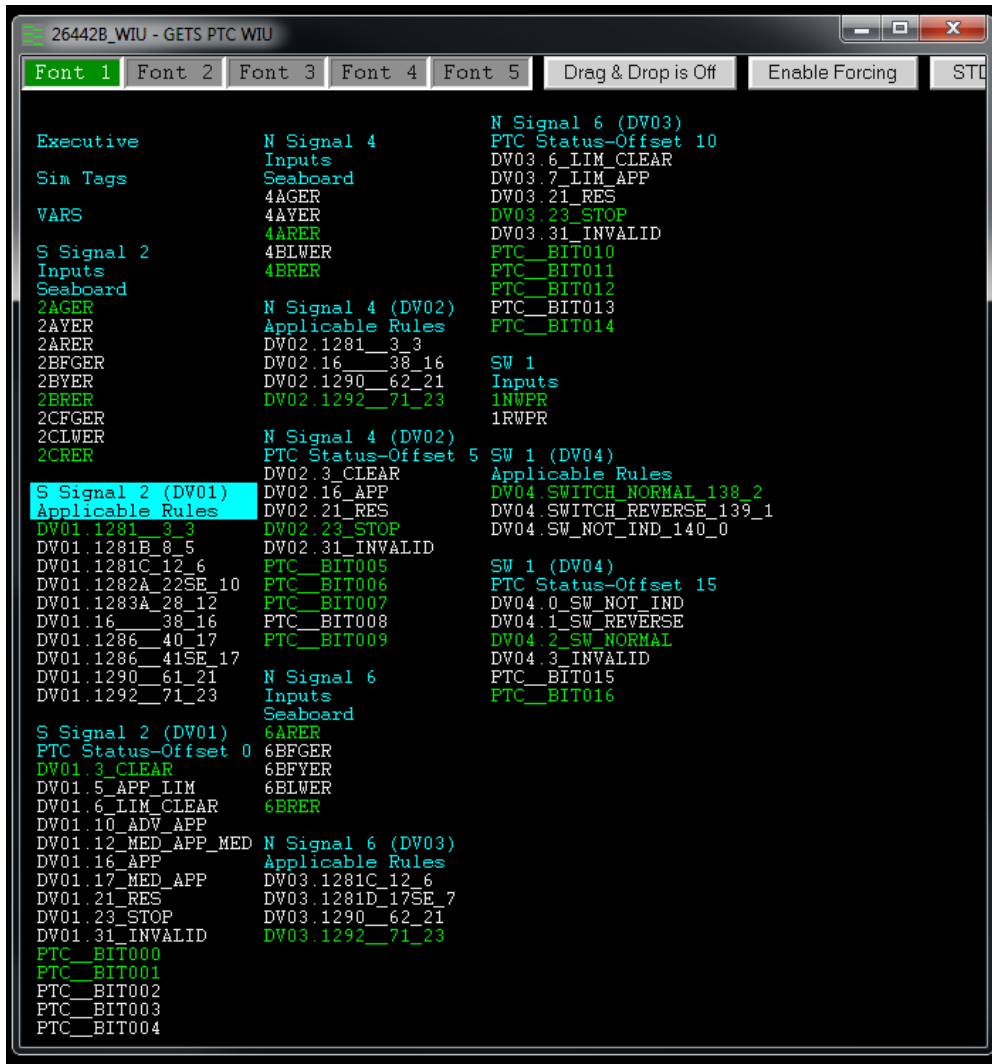 26442B_WIU - GETS PTC WIU
Font 1 Font 2 Font 3 Font 4 Font 5 Drag & Drop is Off Enable Forcing STD
Executive
Sim Tags
VARS
S Signal 2
Inputs
Seaboard
2AGER
2AYER
2ARER
2BFGER
2BYER
2BRER
2CFGER
2CLWER
2CRER
S Signal 2 (DV01)
Applicable Rules
DV01.1281__3_3
DV01.1281B_8_5
DV01.1281C_12_6
DV01.1282A_22SE_10
DV01.1283A_28_12
DV01.16____38_16
DV01.1286__40_17
DV01.1286__41SE_17
DV01.1290__61_21
DV01.1292__71_23
S Signal 2 (DV01)
PTC Status-Offset 0
DV01.3_CLEAR
DV01.5_APP_LIM
DV01.6_LIM_CLEAR
DV01.10_ADV_APP
DV01.12_MED_APP_MED
DV01.16_APP
DV01.17_MED_APP
DV01.21_RES
DV01.23_STOP
DV01.31_INVALID
PTC__BIT000
PTC__BIT001
PTC__BIT002
PTC__BIT003
PTC__BIT004
N Signal 4
Inputs
Seaboard
4AGER
4AYER
4ARER
4BLWER
4BRER
N Signal 4 (DV02)
Applicable Rules
DV02.1281__3_3
DV02.16____38_16
DV02.1290__62_21
DV02.1292__71_23
N Signal 4 (DV02)
PTC Status-Offset 5
DV02.3_CLEAR
DV02.16_APP
DV02.21_RES
DV02.23_STOP
DV02.31_INVALID
PTC__BIT005
PTC__BIT006
PTC__BIT007
PTC__BIT008
PTC__BIT009
N Signal 6
Inputs
Seaboard
6ARER
6BFGER
6BFYER
6BLWER
6BRER
N Signal 6 (DV03)
Applicable Rules
DV03.1281C_12_6
DV03.1281D_17SE_7
DV03.1290__62_21
DV03.1292__71_23
N Signal 6 (DV03)
PTC Status-Offset 10
DV03.6_LIM_CLEAR
DV03.7_LIM_APP
DV03.21_RES
DV03.23_STOP
DV03.31_INVALID
PTC__BIT010
PTC__BIT011
PTC__BIT012
PTC__BIT013
PTC__BIT014
SW 1
Inputs
1NWPR
1RWPR
SW 1 (DV04)
Applicable Rules
DV04.SWITCH_NORMAL_138_2
DV04.SWITCH_REVERSE_139_1
DV04.SW_NOT_IND_140_0
SW 1 (DV04)
PTC Status-Offset 15
DV04.0_SW_NOT_IND
DV04.1_SW_REVERSE
DV04.2_SW_NORMAL
DV04.3_INVALID
PTC__BIT015
PTC__BIT016